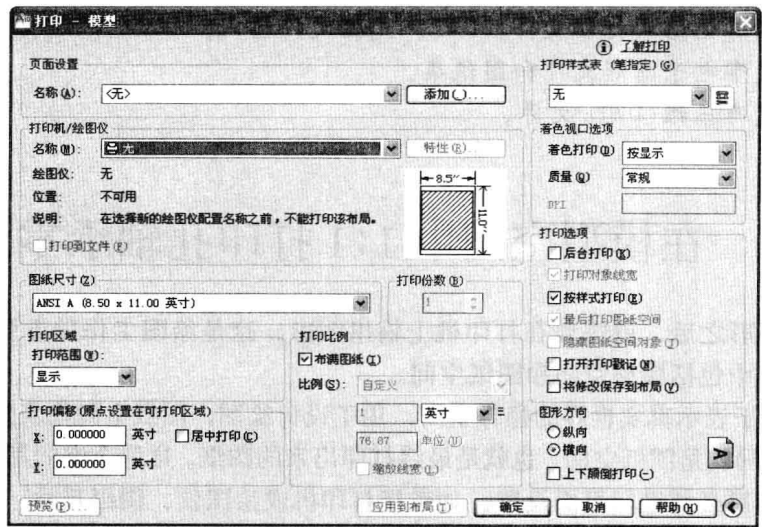 打印 - 模型
了解打印
页面设置
名称(A): <无> 添加(_)...
打印样式表 (笔指定)(G)
无
打印机/绘图仪
名称(M): 无 特性(R)...
绘图仪: 无
位置: 不可用
说明: 在选择新的绘图仪配置名称之前,不能打印该布局。
打印到文件(F)
8.5″
11.0″
着色视口选项
着色打印(D) 按显示
质量(Q) 常规
DPI
图纸尺寸(Z)
ANSI A (8.50 x 11.00 英寸)
打印份数(B)
1
打印选项
后台打印(K)
打印对象线宽
按样式打印(E)
最后打印图纸空间
隐藏图纸空间对象(J)
打开打印戳记(N)
将修改保存到布局(V)
打印区域
打印范围(W):
显示
打印比例
布满图纸(I)
比例(S): 自定义
1 英寸 =
76.87 单位(U)
缩放线宽(L)
打印偏移(原点设置在可打印区域)
X: 0.000000 英寸 居中打印(C)
Y: 0.000000 英寸
图形方向
纵向
横向
上下颠倒打印(-)
A
预览(P)... 应用到布局(T) 确定 取消 帮助(H)